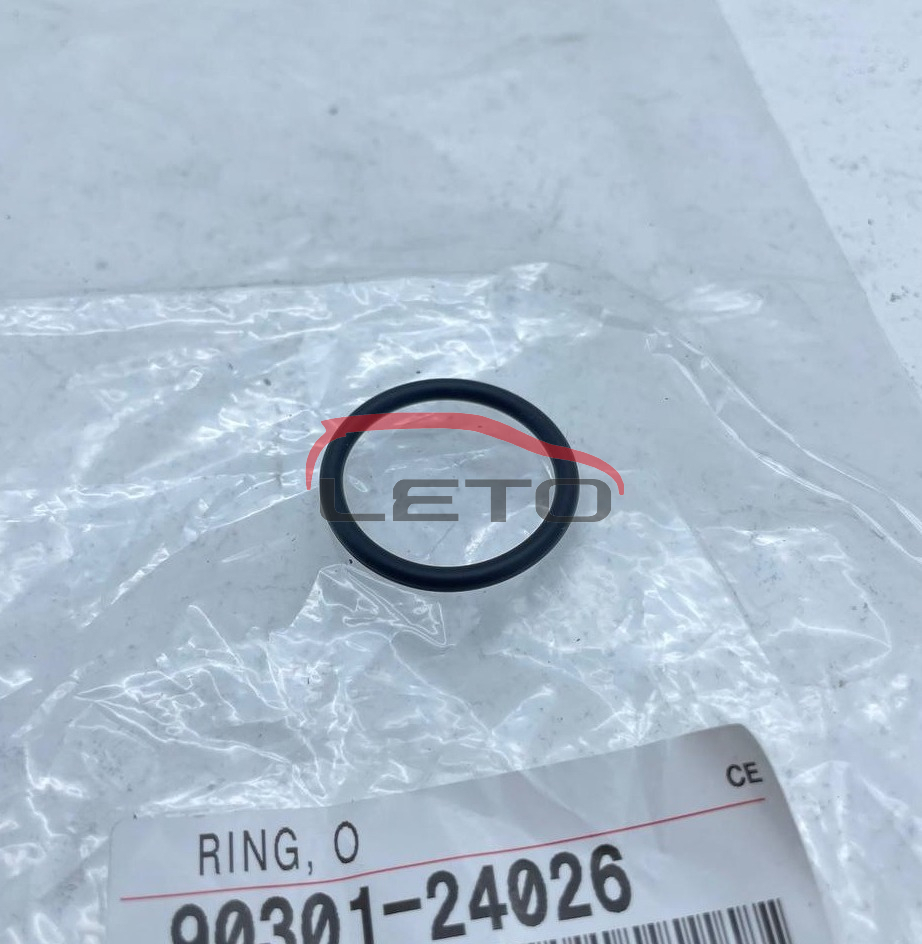 LETO
CE
RING, O
90301-24026